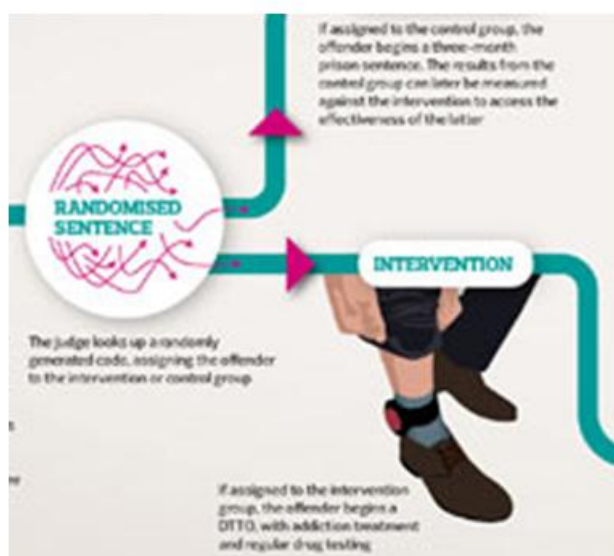 If assigned to the control group, the
offender begins a three-month
prison sentence. The results from the
control group can later be measured
against the intervention to access the
effectiveness of the latter
RANDOMISED
SENTENCE
INTERVENTION
The judge looks up a randomly
generated code, assigning the offender
to the intervention or control group
If assigned to the intervention
group, the offender begins a
DTTO, with addiction treatment
and regular drug testing